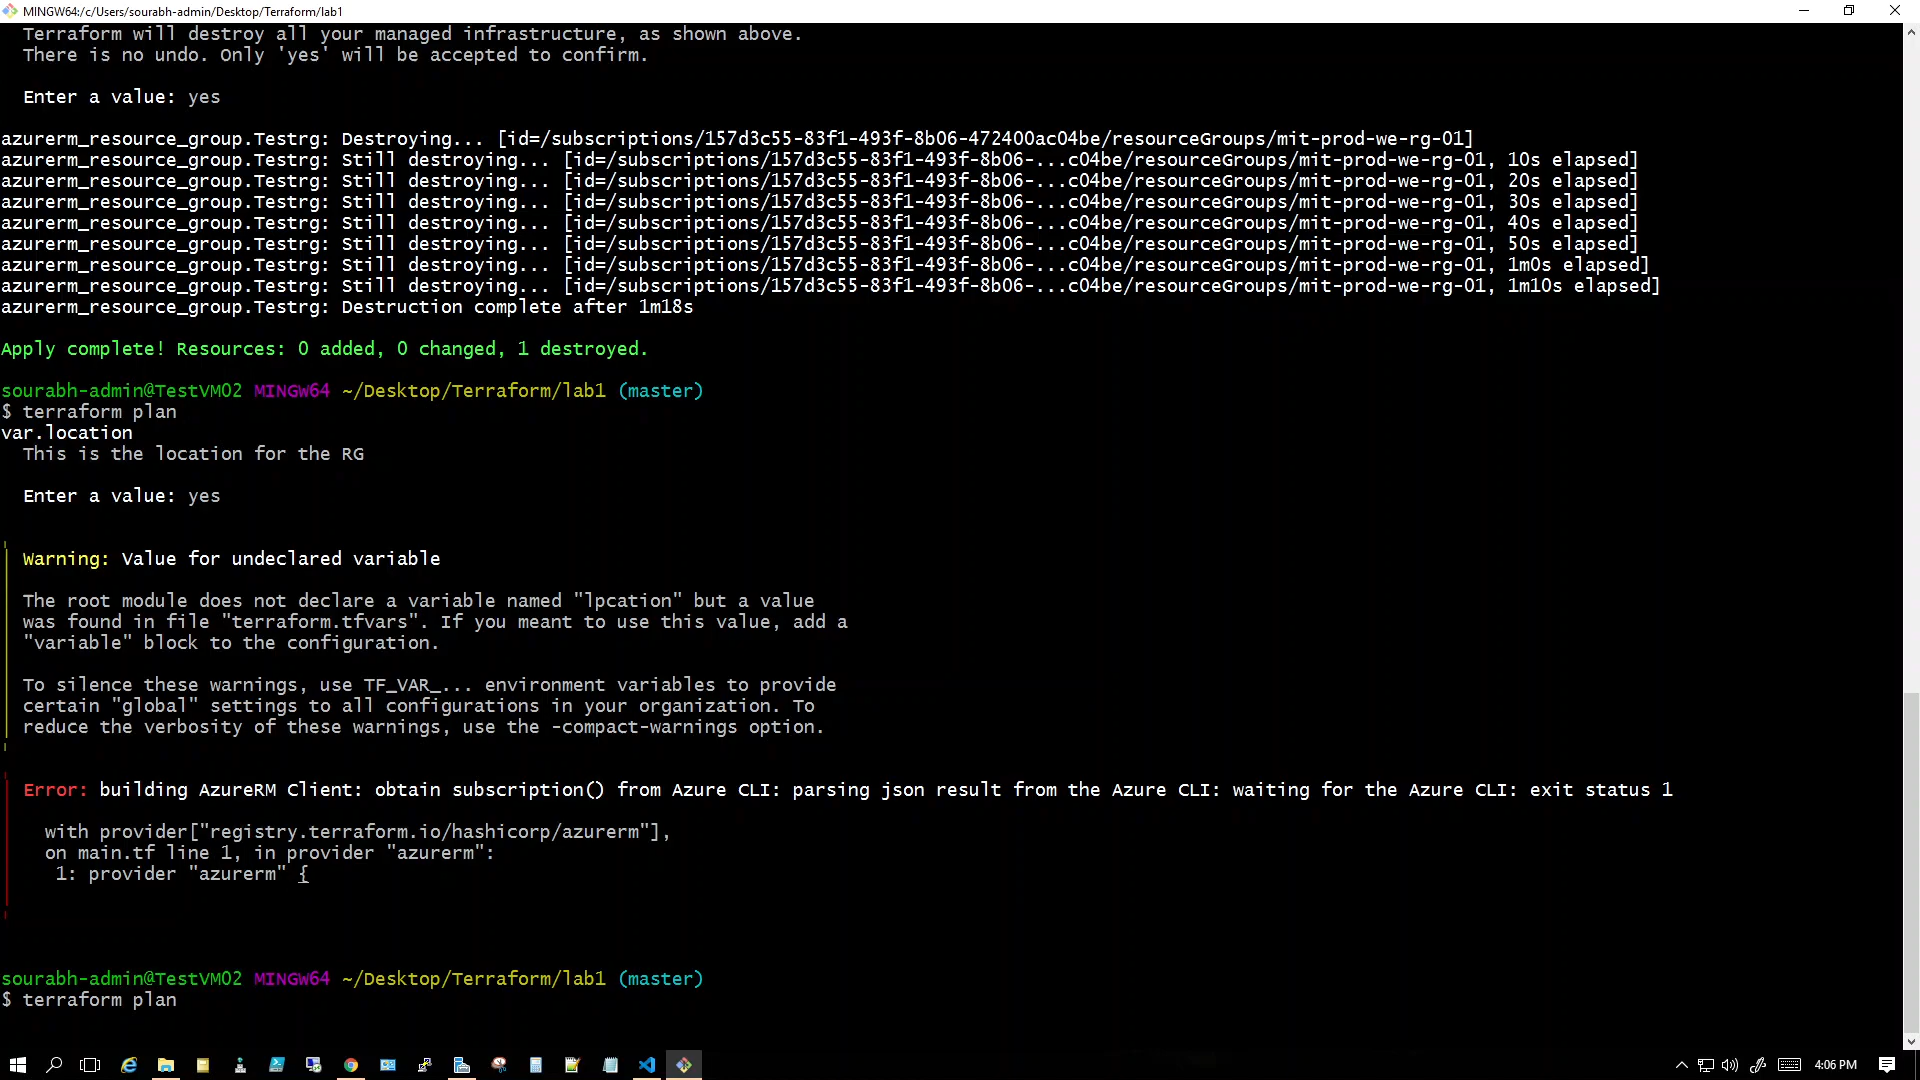 MINGW64:/c/Users/sourabh-admin/Desktop/Terraform/lab1
Terraform will destroy all your managed infrastructure, as shown above.
There is no undo. Only 'yes' will be accepted to confirm.
Enter a value: yes
azurerm_resource_group.Testrg: Destroying... [id=/subscriptions/157d3c55-83f1-493f-8b06-472400ac04be/resourceGroups/mit-prod-we-rg-01]
azurerm_resource_group.Testrg: Still destroying... [id=/subscriptions/157d3c55-83f1-493f-8b06-...c04be/resourceGroups/mit-prod-we-rg-01, 10s elapsed]
azurerm_resource_group.Testrg: Still destroying... [id=/subscriptions/157d3c55-83f1-493f-8b06-...c04be/resourceGroups/mit-prod-we-rg-01, 20s elapsed]
azurerm_resource_group.Testrg: Still destroying... [id=/subscriptions/157d3c55-83f1-493f-8b06-...c04be/resourceGroups/mit-prod-we-rg-01, 30s elapsed]
azurerm_resource_group.Testrg: Still destroying... [id=/subscriptions/157d3c55-83f1-493f-8b06-...c04be/resourceGroups/mit-prod-we-rg-01, 40s elapsed]
azurerm_resource_group.Testrg: Still destroying... [id=/subscriptions/157d3c55-83f1-493f-8b06-...c04be/resourceGroups/mit-prod-we-rg-01, 50s elapsed]
azurerm_resource_group.Testrg: Still destroying... [id=/subscriptions/157d3c55-83f1-493f-8b06-...c04be/resourceGroups/mit-prod-we-rg-01, 1m0s elapsed]
azurerm_resource_group.Testrg: Still destroying... [id=/subscriptions/157d3c55-83f1-493f-8b06-...c04be/resourceGroups/mit-prod-we-rg-01, 1m10s elapsed]
azurerm_resource_group.Testrg: Destruction complete after 1m18s
Apply complete! Resources: 0 added, 0 changed, 1 destroyed.
sourabh-admin@TestVM02 MINGW64 ~/Desktop/Terraform/lab1 (master)
$ terraform plan
var.location
This is the location for the RG
Enter a value: yes
Warning: Value for undeclared variable
The root module does not declare a variable named "lpcation" but a value
was found in file "terraform.tfvars". If you meant to use this value, add a
"variable" block to the configuration.
To silence these warnings, use TF_VAR_... environment variables to provide
certain "global" settings to all configurations in your organization. To
reduce the verbosity of these warnings, use the -compact-warnings option.
Error: building AzureRM Client: obtain subscription() from Azure CLI: parsing json result from the Azure CLI: waiting for the Azure CLI: exit status 1
with provider["registry.terraform.io/hashicorp/azurerm"],
on main.tf line 1, in provider "azurerm":
1: provider "azurerm" {
sourabh-admin@TestVM02 MINGW64 ~/Desktop/Terraform/lab1 (master)
$ terraform plan
4:06 PM